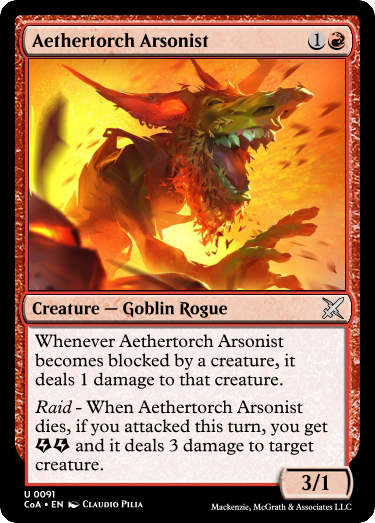 Aethertorch Arsonist 1
Creature — Goblin Rogue
Whenever Aethertorch Arsonist
becomes blocked by a creature, it
deals 1 damage to that creature.
Raid - When Aethertorch Arsonist
dies, if you attacked this turn, you get
and it deals 3 damage to target
creature.
3/1
U 0091
CoA • EN Claudio Pilia
Mackenzie, McGrath & Associates LLC